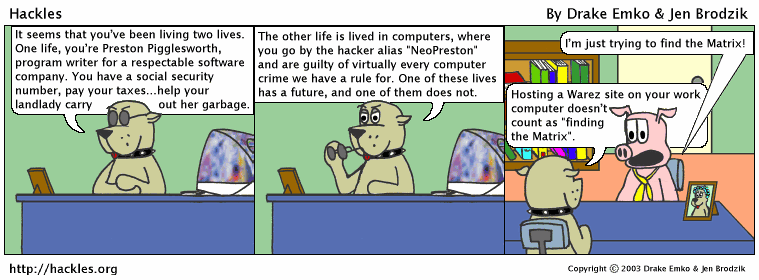 Hackles
By Drake Emko & Jen Brodzik
It seems that you've been living two lives.
One life, you're Preston Pigglesworth,
program writer for a respectable software
company. You have a social security
number, pay your taxes...help your
landlady carry out her garbage.
The other life is lived in computers, where
you go by the hacker alias "NeoPreston"
and are guilty of virtually every computer
crime we have a rule for. One of these lives
has a future, and one of them does not.
I'm just trying to find the Matrix!
Hosting a Warez site on your work
computer doesn't
count as "finding
the Matrix".
http://hackles.org
Copyright © 2003 Drake Emko & Jen Brodzik